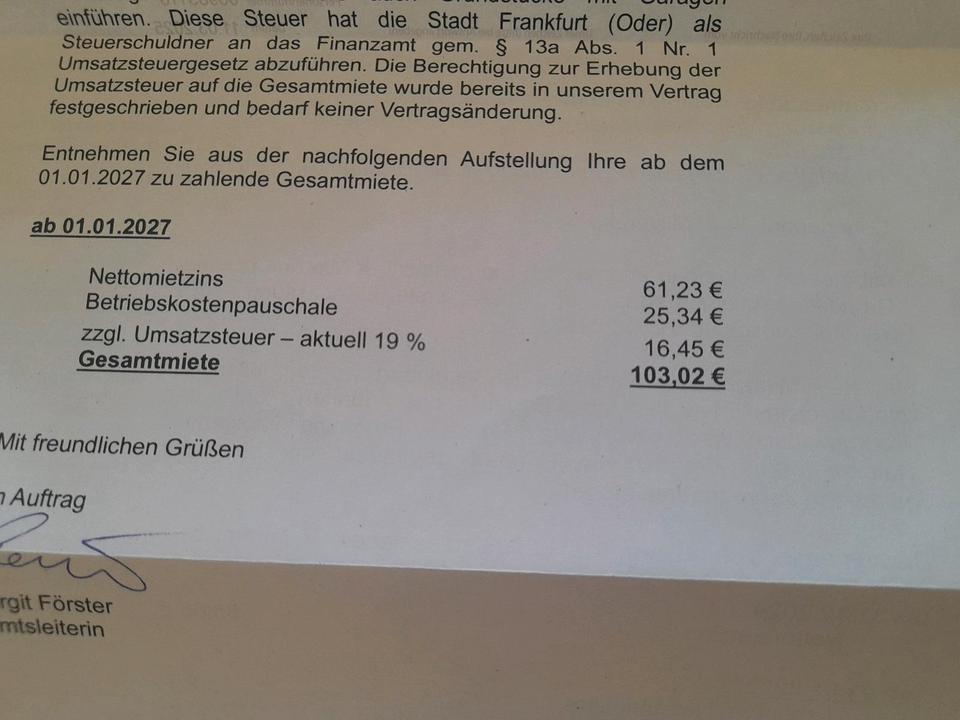 einführen. Diese Steuer hat die Stadt Frankfurt (Oder) als
Steuerschuldner an das Finanzamt gem. § 13a Abs. 1 Nr. 1
Umsatzsteuergesetz abzuführen. Die Berechtigung zur Erhebung der
Umsatzsteuer auf die Gesamtmiete wurde bereits in unserem Vertrag
festgeschrieben und bedarf keiner Vertragsänderung.
Entnehmen Sie aus der nachfolgenden Aufstellung Ihre ab dem
01.01.2027 zu zahlende Gesamtmiete.
ab 01.01.2027
Nettomietzins 61,23 €
Betriebskostenpauschale 25,34 €
zzgl. Umsatzsteuer – aktuell 19 % 16,45 €
Gesamtmiete 103,02 €
Mit freundlichen Grüßen
Auftrag
rgit Förster
mtsleiterin